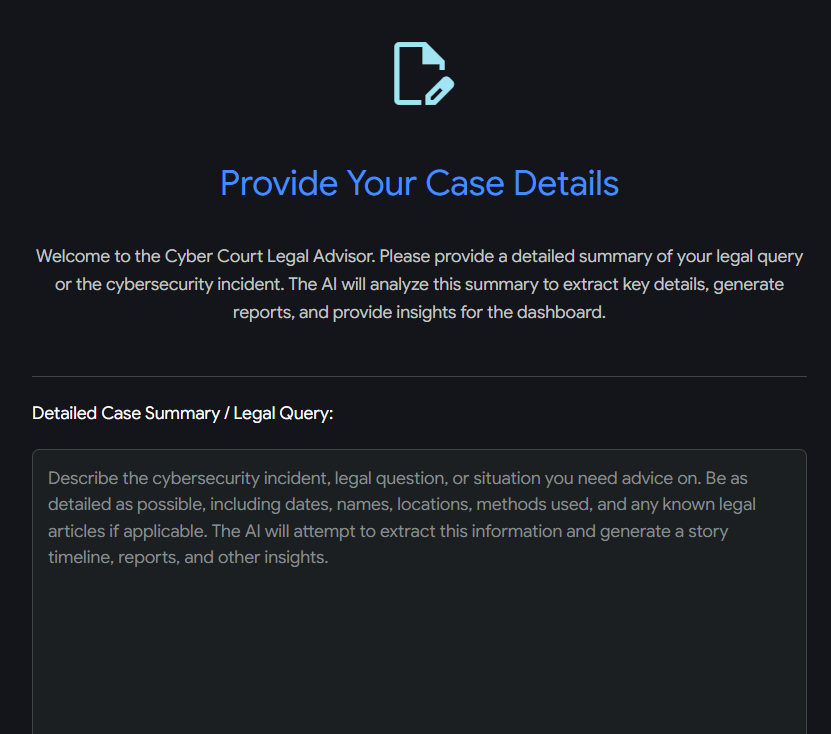 Provide Your Case Details
Welcome to the Cyber Court Legal Advisor. Please provide a detailed summary of your legal query
or the cybersecurity incident. The AI will analyze this summary to extract key details, generate
reports, and provide insights for the dashboard.
Detailed Case Summary / Legal Query:
Describe the cybersecurity incident, legal question, or situation you need advice on. Be as
detailed as possible, including dates, names, locations, methods used, and any known legal
articles if applicable. The AI will attempt to extract this information and generate a story
timeline, reports, and other insights.